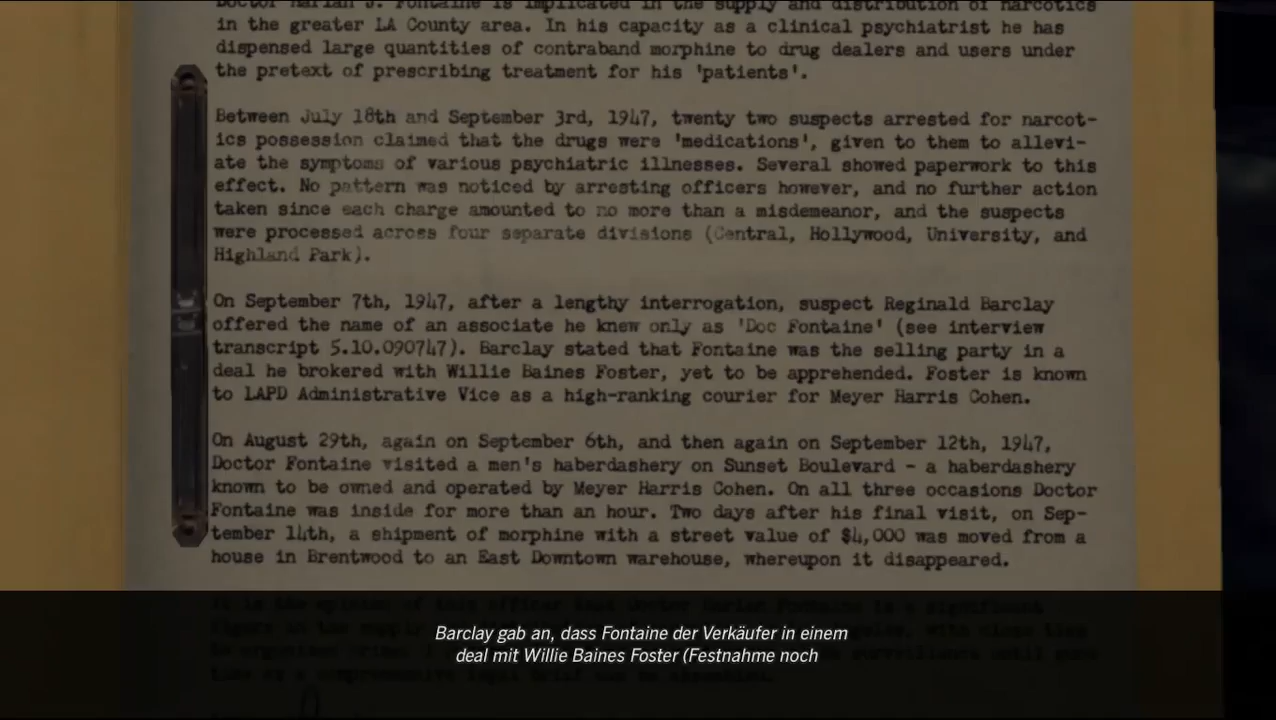 Doctor Harlan J. Fontaine is implicated in the supply and distribution of narcotics
in the greater LA County area. In his capacity as a clinical psychiatrist he has
dispensed large quantities of contraband morphine to drug dealers and users under
the pretext of prescribing treatment for his 'patients'.
Between July 18th and September 3rd, 1947, twenty two suspects arrested for narcot-
ics possession claimed that the drugs were 'medications', given to them to allevi-
ate the symptoms of various psychiatric illnesses. Several showed paperwork to this
effect. No pattern was noticed by arresting officers however, and no further action
taken since each charge amounted to no more than a misdemeanor, and the suspects
were processed across four separate divisions (Central, Hollywood, University, and
Highland Park).
On September 7th, 1947, after a lengthy interrogation, suspect Reginald Barclay
offered the name of an associate he knew only as 'Doc Fontaine' (see interview
transcript 5.10.090747). Barclay stated that Fontaine was the selling party in a
deal he brokered with Willie Baines Foster, yet to be apprehended. Foster is known
to LAPD Administrative Vice as a high-ranking courier for Meyer Harris Cohen.
On August 29th, again on September 6th, and then again on September 12th, 1947,
Doctor Fontaine visited a men's haberdashery on Sunset Boulevard - a haberdashery
known to be owned and operated by Meyer Harris Cohen. On all three occasions Doctor
Fontaine was inside for more than an hour. Two days after his final visit, on Sep-
tember 14th, a shipment of morphine with a street value of $4,000 was moved from a
house in Brentwood to an East Downtown warehouse, whereupon it disappeared.
Barclay gab an, dass Fontaine der Verkäufer in einem
deal mit Willie Baines Foster (Festnahme noch